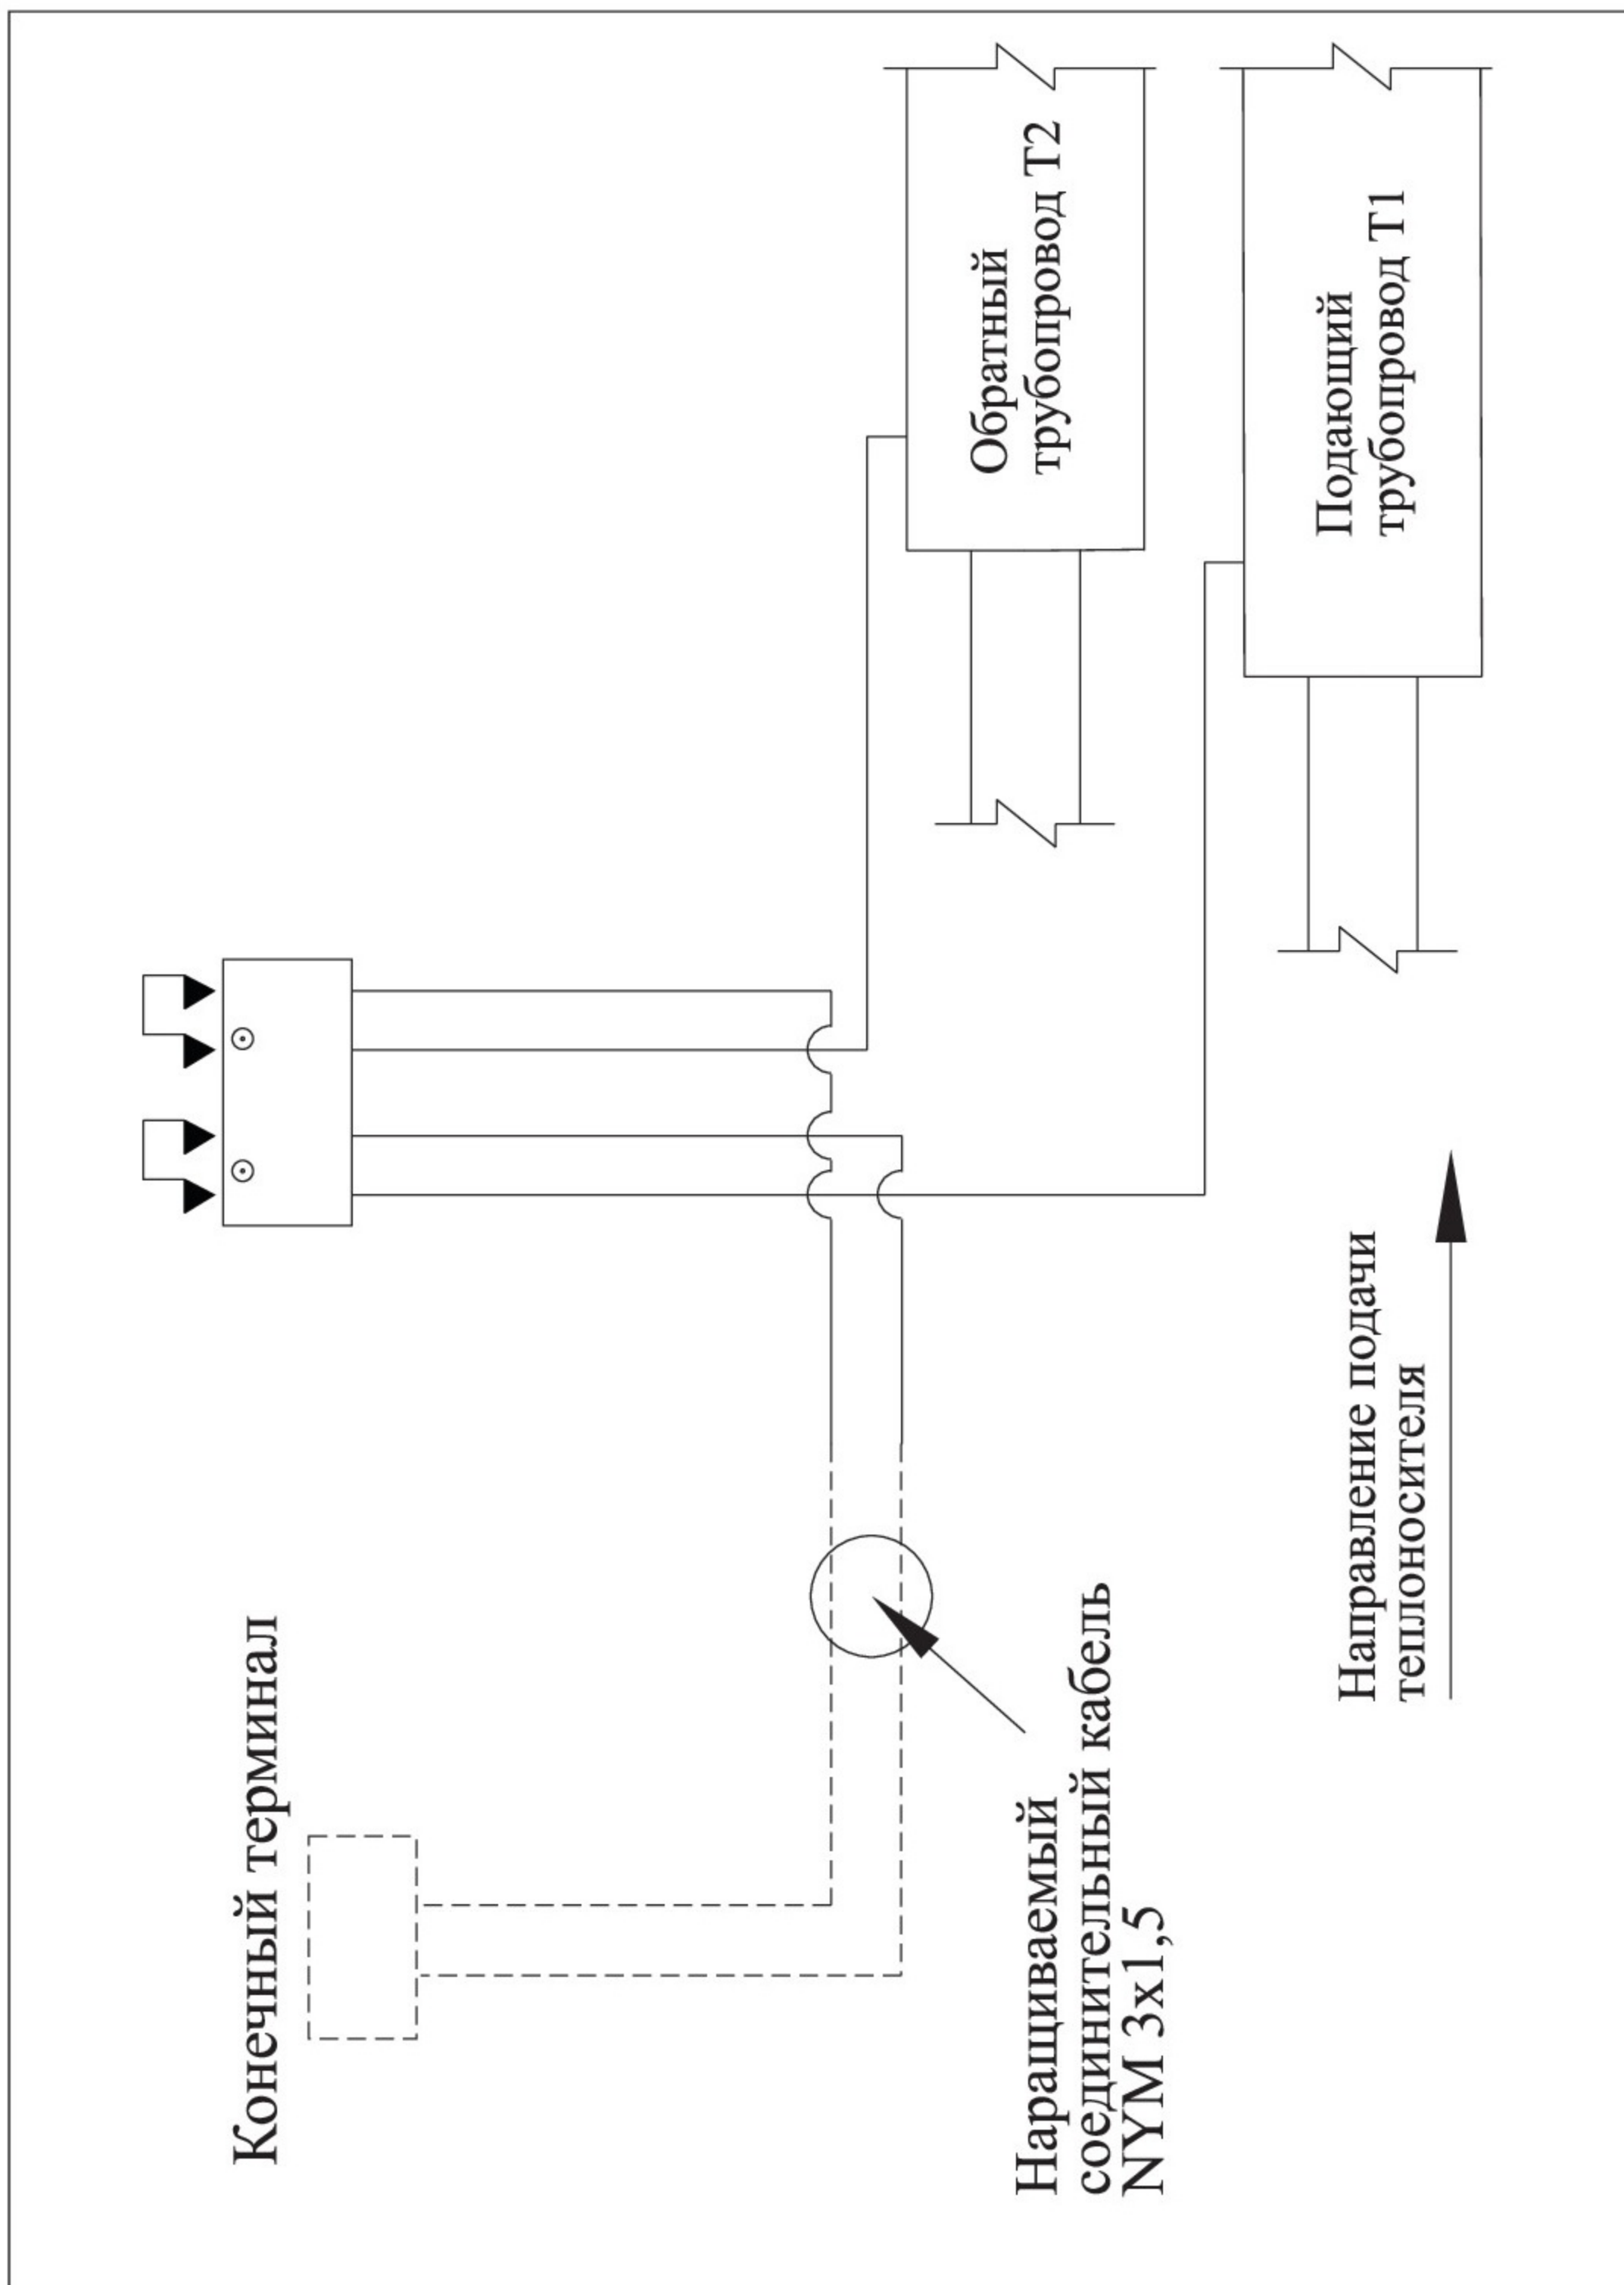 Конечный терминал
Наращиваемый
соединительный кабель
NYM 3x1,5
Обратный
трубопровод Т2
Подающий
трубопровод Т1
Направление подачи
теплоносителя